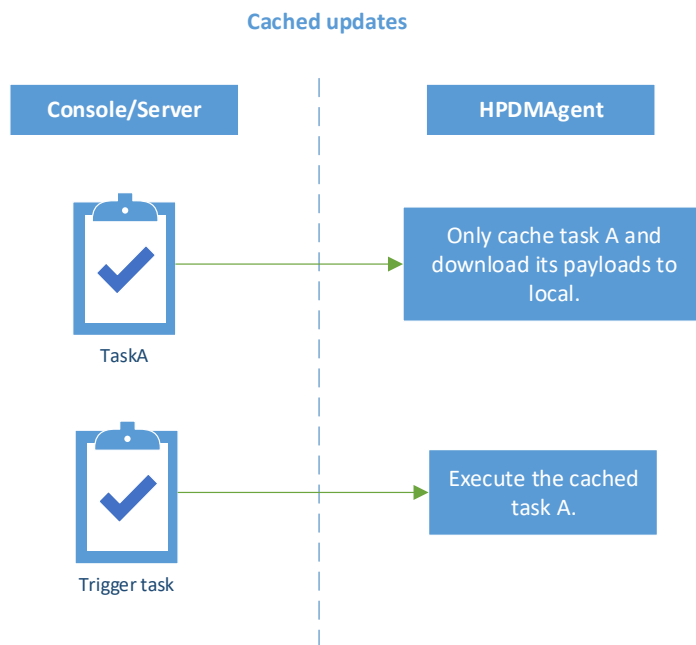 Cached updates
Console/Server
HPDMAgent
Only cache task A and
download its payloads to
local.
TaskA
Execute the cached
task A.
Trigger task